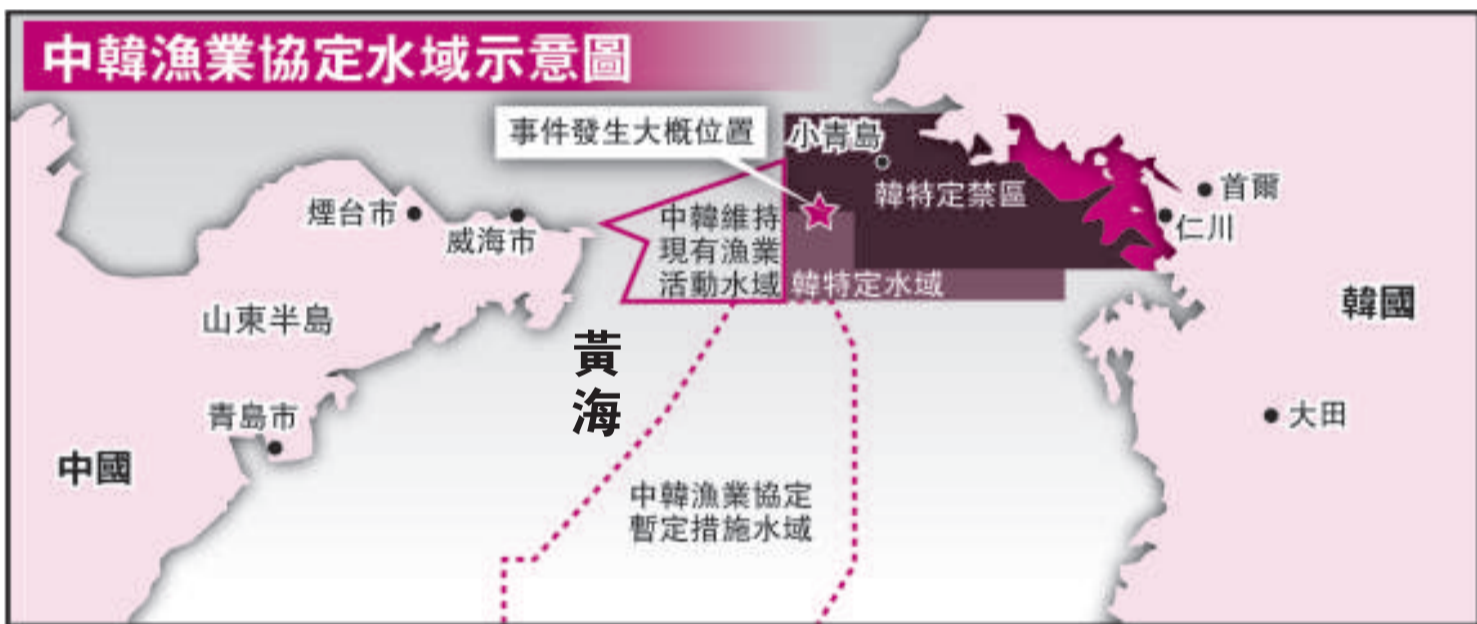 中韓漁業協定水域示意圖
事件發生大概位置
小青島
韓特定禁區
首爾
仁川
煙台市
威海市
中韓維持
現有漁業
活動水域
韓特定水域
山東半島
韓國
黃海
青島市
大田
中國
中韓漁業協定
暫定措施水域